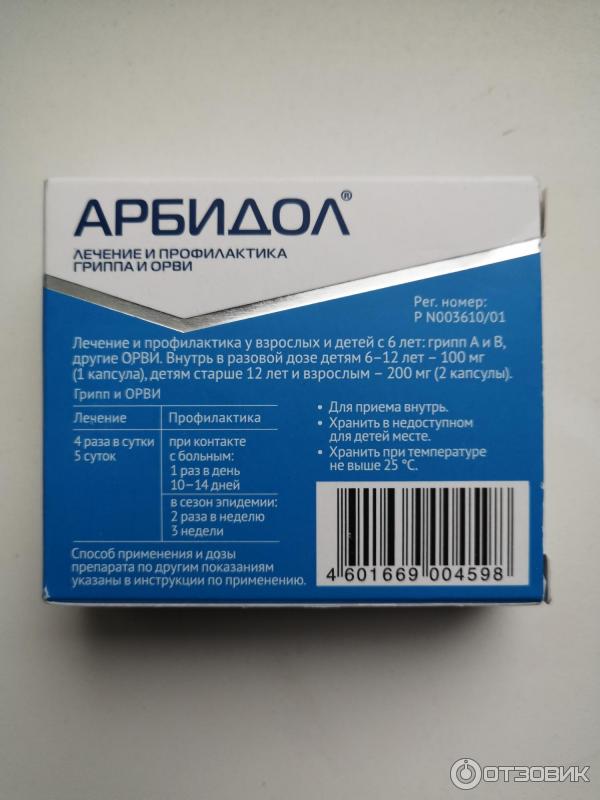 АРБИДОЛ®
ЛЕЧЕНИЕ И ПРОФИЛАКТИКА
ГРИППА И ОРВИ
Рег. номер:
Р N003610/01
Лечение и профилактика у взрослых и детей с 6 лет: грипп А и В,
другие ОРВИ. Внутрь в разовой дозе детям 6–12 лет – 100 мг
(1 капсула), детям старше 12 лет и взрослым – 200 мг (2 капсулы).
Грипп и ОРВИ
Лечение
Профилактика
4 раза в сутки
5 суток
при контакте
с больным:
1 раз в день
10–14 дней
в сезон эпидемии:
2 раза в неделю
3 недели
• Для приема внутрь.
• Хранить в недоступном
для детей месте.
• Хранить при температуре
не выше 25 °С.
Способ применения и дозы
препарата по другим показаниям
указаны в инструкции по применению.
4 601669 004598
ОТЗОВИК